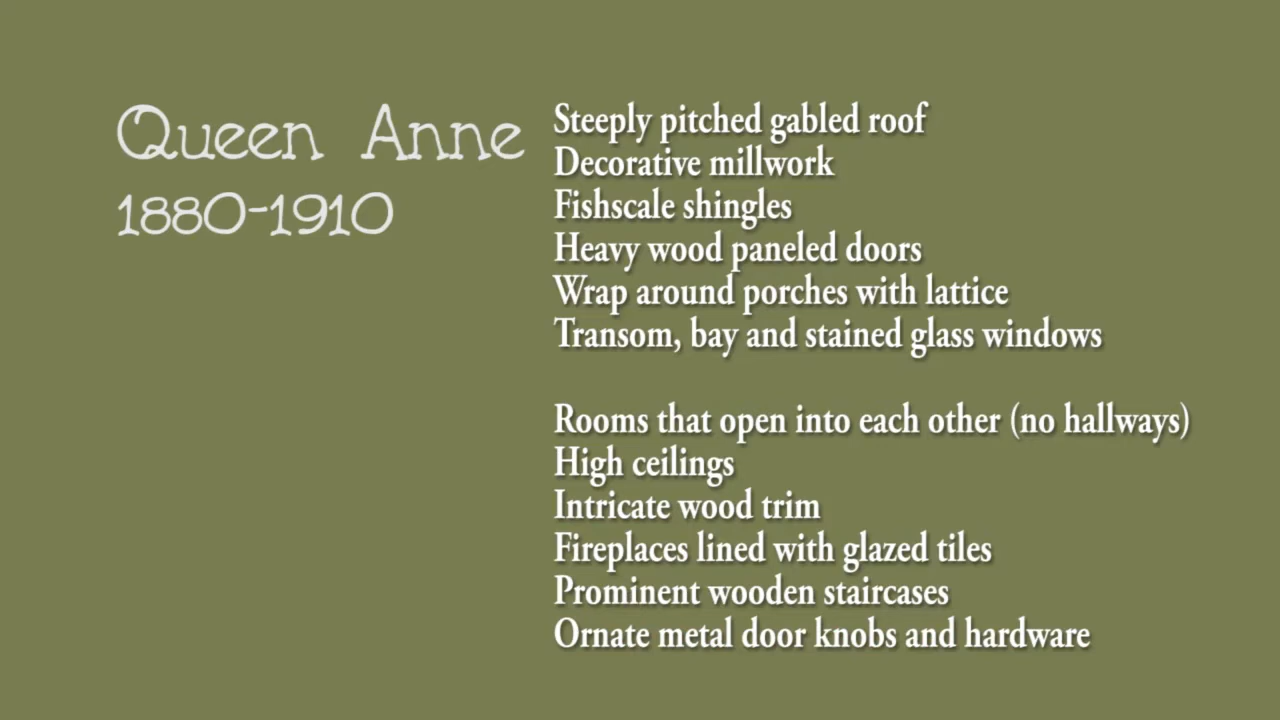 Queen Anne
1880-1910
Steeply pitched gabled roof
Decorative millwork
Fishscale shingles
Heavy wood paneled doors
Wrap around porches with lattice
Transom, bay and stained glass windows
Rooms that open into each other (no hallways)
High ceilings
Intricate wood trim
Fireplaces lined with glazed tiles
Prominent wooden staircases
Ornate metal door knobs and hardware